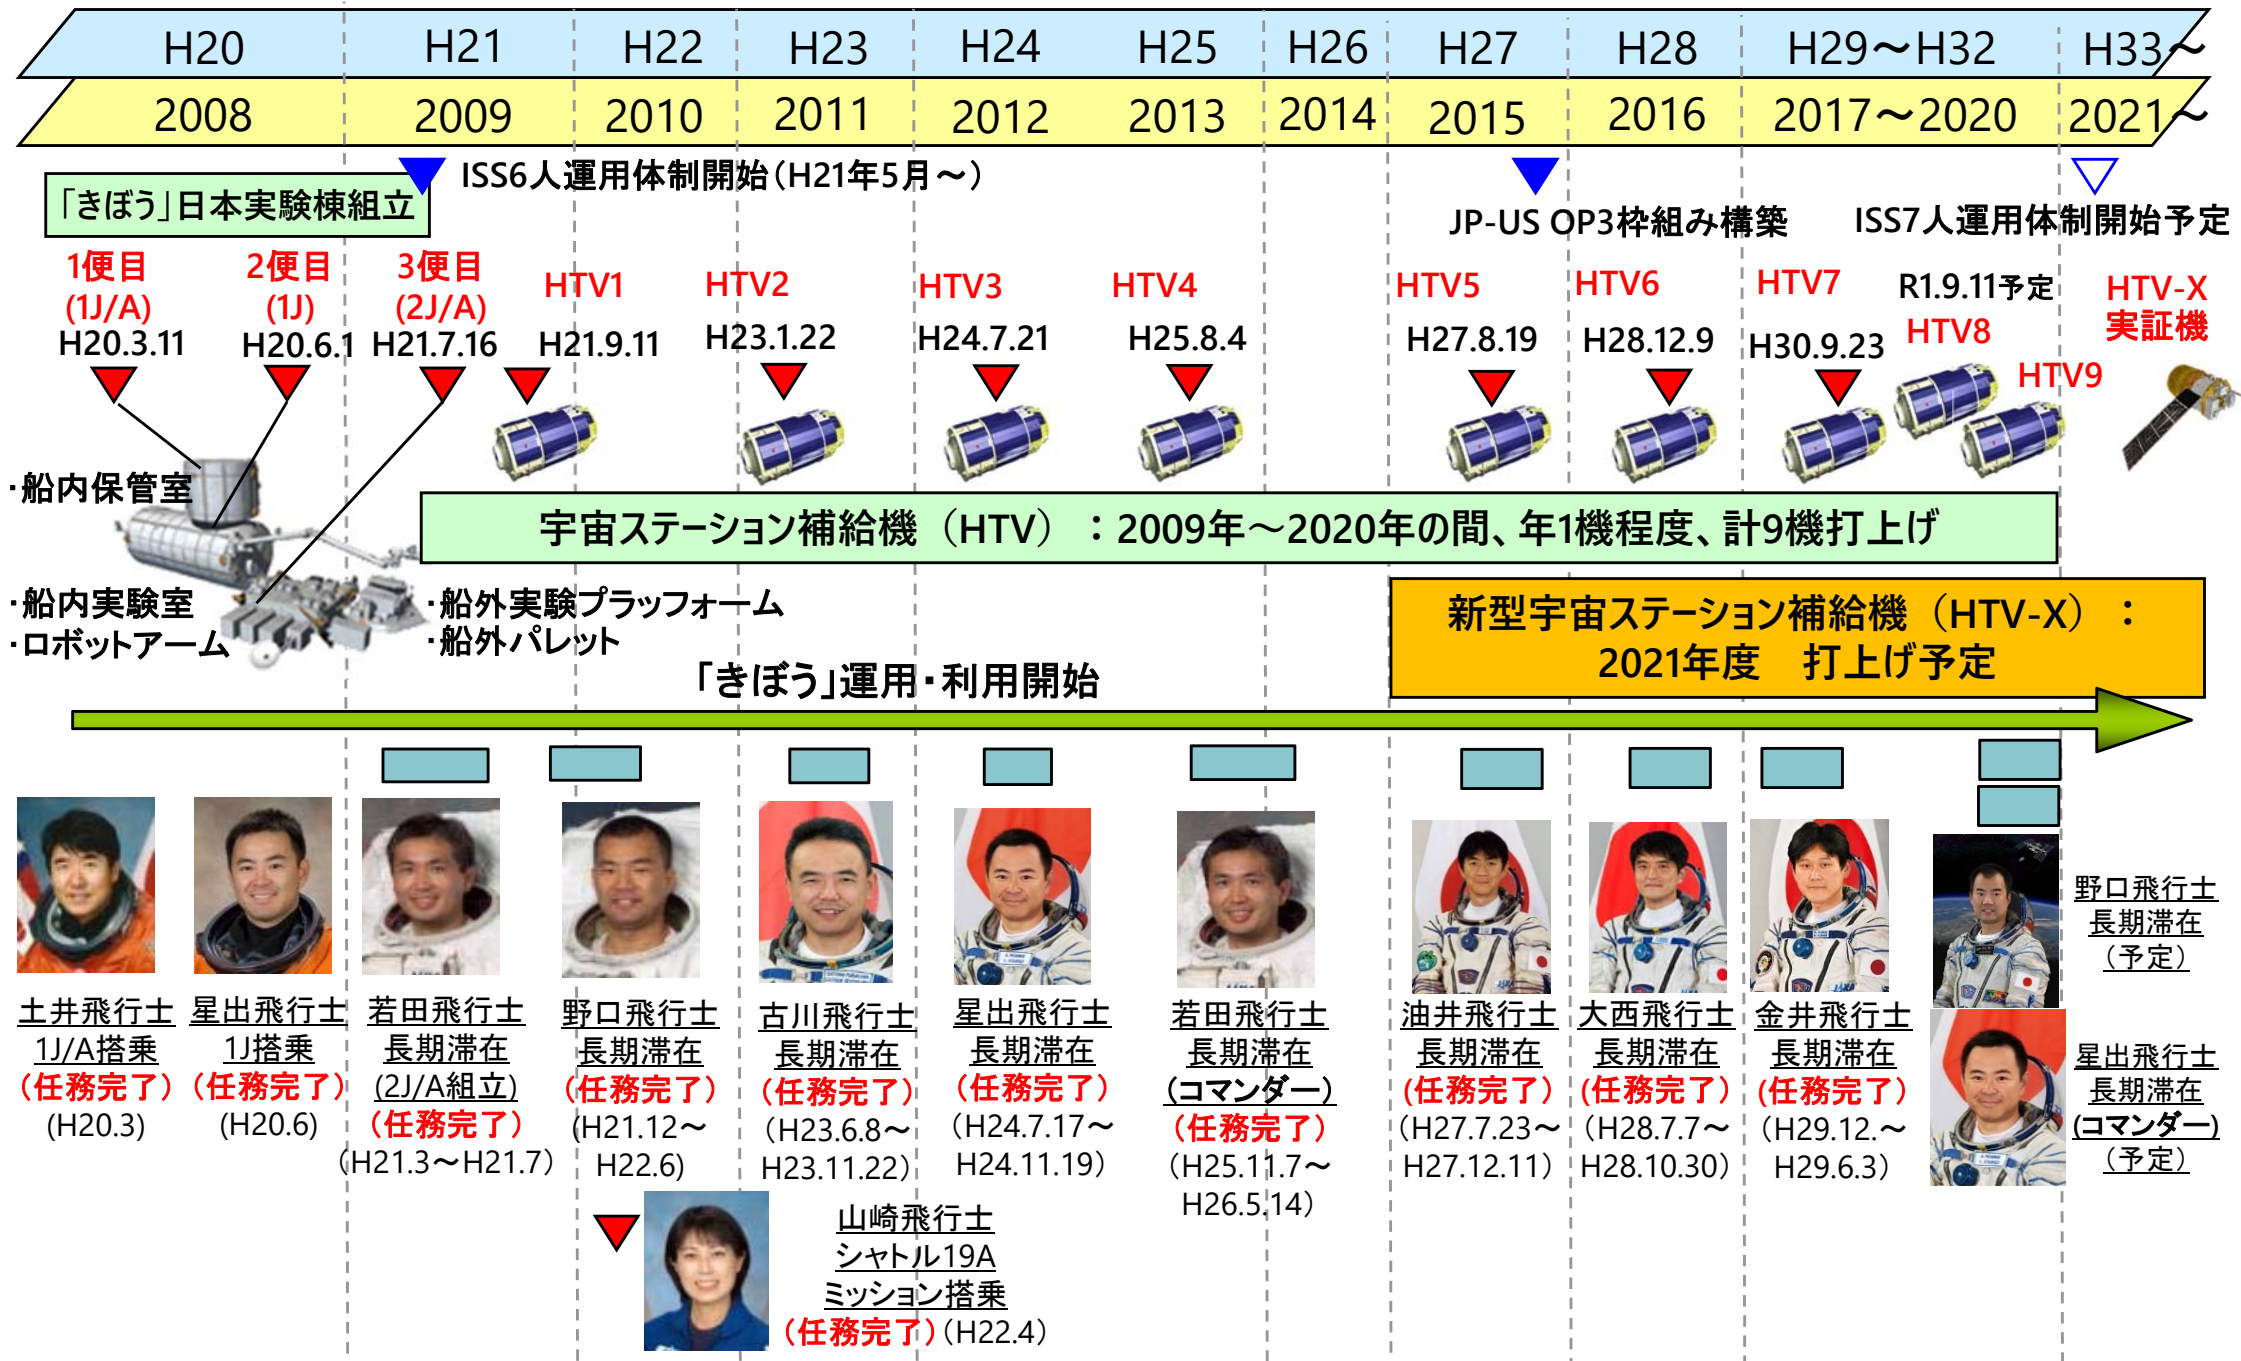 H20 H21 H22 H23 H24 H25 H26 H27 H28 H29～H32 H33～
2008 2009 2010 2011 2012 2013 2014 2015 2016 2017～2020 2021～
ISS6人運用体制開始（H21年5月～）
「きぼう」日本実験棟組立
JP-US OP3枠組み構築
ISS7人運用体制開始予定
1便目
(1J/A)
H20.3.11
2便目
(1J)
H20.6.1
3便目
(2J/A)
H21.7.16
HTV1
H21.9.11
HTV2
H23.1.22
HTV3
H24.7.21
HTV4
H25.8.4
HTV5
H27.8.19
HTV6
H28.12.9
HTV7
H30.9.23
R1.9.11予定
HTV8
HTV9
HTV-X
実証機
・船内保管室
宇宙ステーション補給機（HTV）：2009年～2020年の間、年1機程度、計9機打上げ
・船内実験室
・ロボットアーム
・船外実験プラッフォーム
・船外パレット
新型宇宙ステーション補給機（HTV-X）：
2021年度　打上げ予定
「きぼう」運用・利用開始
土井飛行士
1J/A搭乗
（任務完了）
(H20.3)
星出飛行士
1J搭乗
（任務完了）
(H20.6)
若田飛行士
長期滞在
(2J/A組立)
（任務完了）
（H21.3～H21.7）
野口飛行士
長期滞在
（任務完了）
(H21.12～
H22.6)
古川飛行士
長期滞在
（任務完了）
（H23.6.8～
H23.11.22）
星出飛行士
長期滞在
（任務完了）
（H24.7.17～
H24.11.19）
若田飛行士
長期滞在
（コマンダー）
（任務完了）
（H25.11.7～
H26.5.14）
油井飛行士
長期滞在
（任務完了）
（H27.7.23～
H27.12.11）
大西飛行士
長期滞在
（任務完了）
（H28.7.7～
H28.10.30）
金井飛行士
長期滞在
（任務完了）
（H29.12.～
H29.6.3）
野口飛行士
長期滞在
（予定）
星出飛行士
長期滞在
(コマンダー)
（予定）
山崎飛行士
シャトル19A
ミッション搭乗
（任務完了）（H22.4）